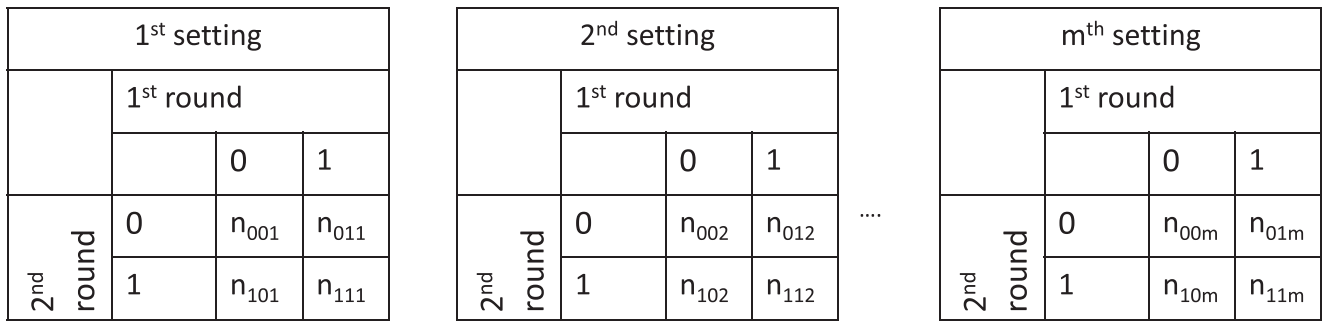 1st setting 2nd setting mth setting
1st round 1st round 1st round
0 1 0 1 0 1
0 n001 n011 0 n002 n012 .... 0 n00m n01m
2nd round 1 n101 n111 2nd round 1 n102 n112 2nd round 1 n10m n11m